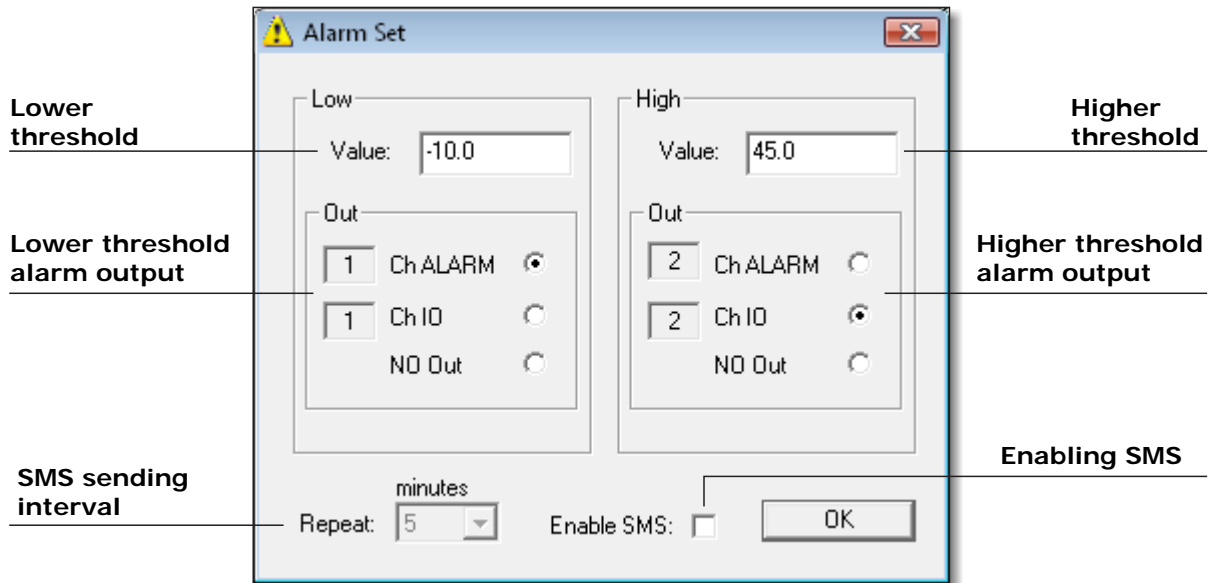 Alarm Set
Lower
threshold
Low
Value: -10.0
High
Value: 45.0
Higher
threshold
Lower threshold
alarm output
Out
1 Ch ALARM
1 Ch IO
NO Out
Out
2 Ch ALARM
2 Ch IO
NO Out
Higher threshold
alarm output
SMS sending
interval
minutes
Repeat: 5
Enable SMS:
OK
Enabling SMS